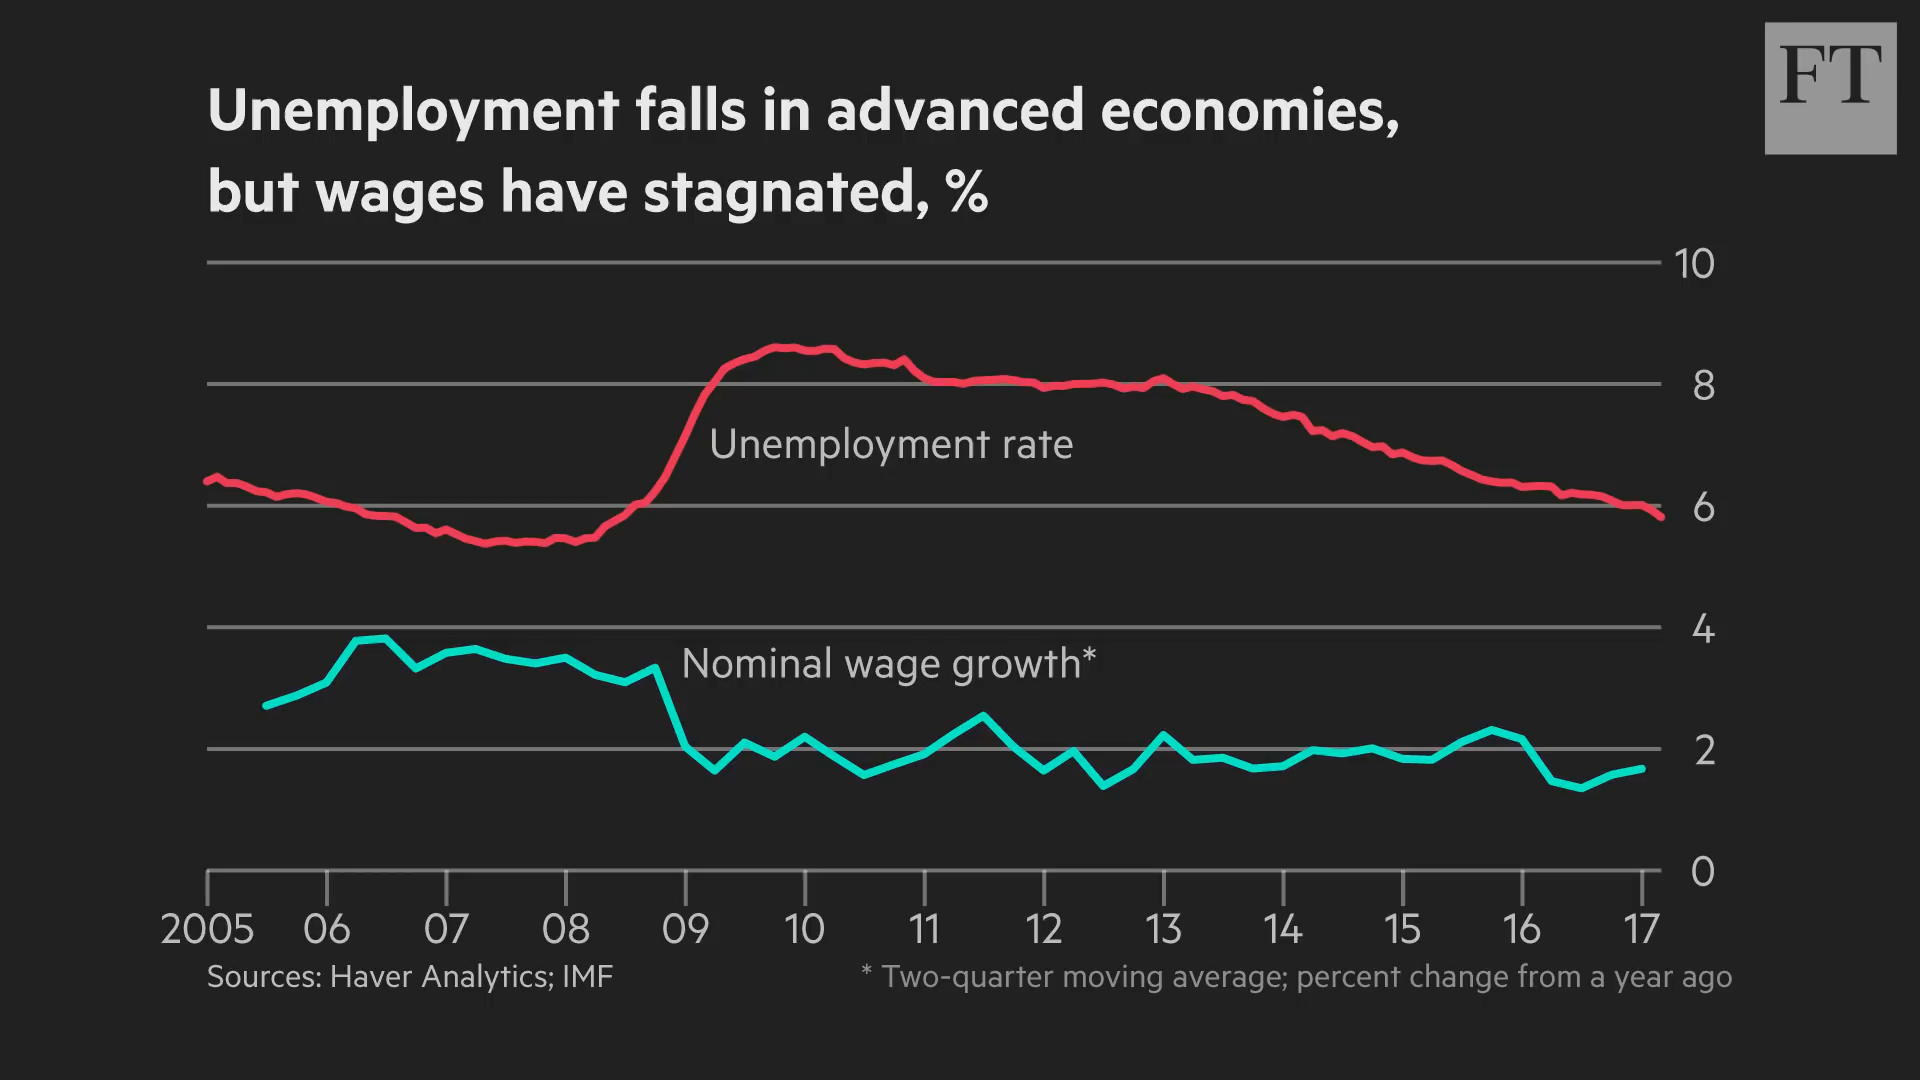 FT
Unemployment falls in advanced economies,
but wages have stagnated, %
10
8
Unemployment rate
6
4
Nominal wage growth*
2
0
2005 06 07 08 09 10 11 12 13 14 15 16 17
Sources: Haver Analytics; IMF
* Two-quarter moving average; percent change from a year ago